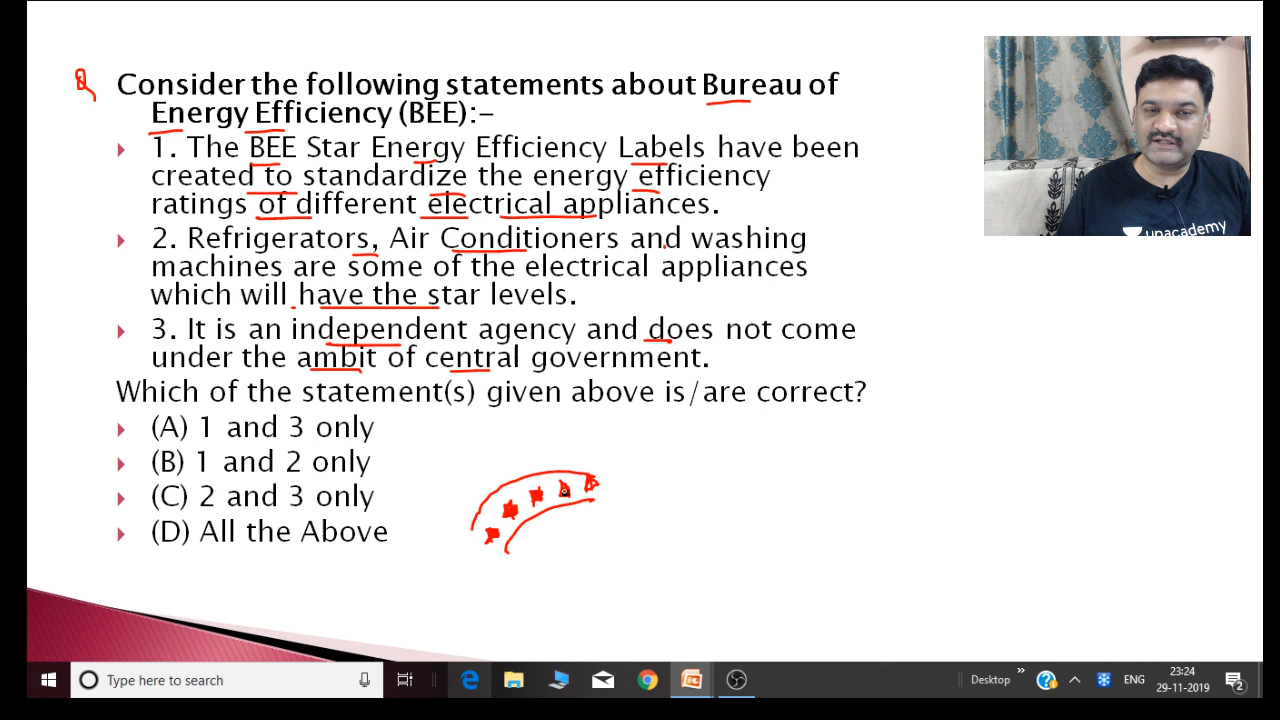 Q Consider the following statements about Bureau of
Energy Efficiency (BEE):-
1. The BEE Star Energy Efficiency Labels have been
created to standardize the energy efficiency
ratings of different electrical appliances.
2. Refrigerators, Air Conditioners and washing
machines are some of the electrical appliances
which will have the star levels.
3. It is an independent agency and does not come
under the ambit of central government.
Which of the statement(s) given above is/are correct?
(A) 1 and 3 only
(B) 1 and 2 only
(C) 2 and 3 only
(D) All the Above
unacademy
Type here to search
Desktop
ENG
23:24
29-11-2019
2